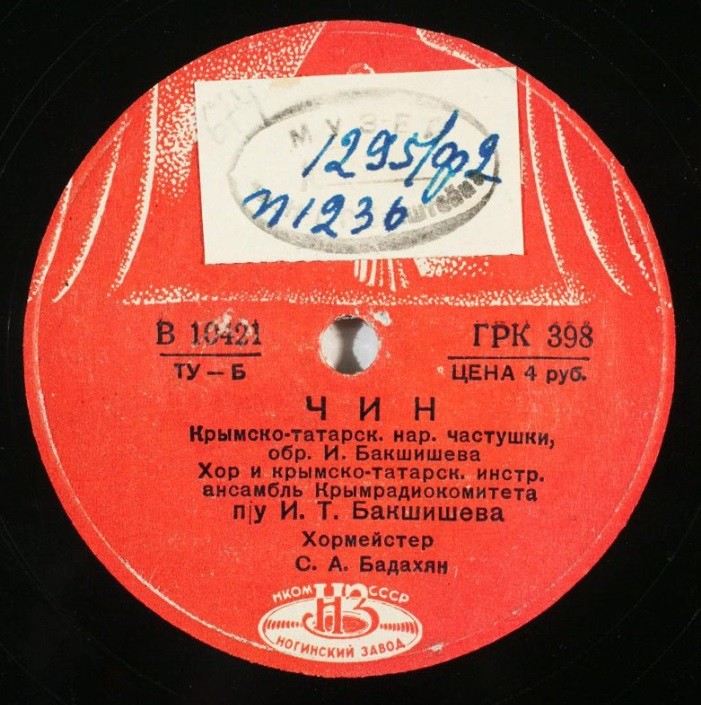 МУЗЕЙ
1295/ф2
п1236
В 10421
ГРК 398
ТУ — Б
ЦЕНА 4 руб.
ЧИН
Крымско-татарск. нар. частушки,
обр. И. Бакшишева
Хор и крымско-татарск. инстр.
ансамбль Крымрадиокомитета
п/у И. Т. Бакшишева
Хормейстер
С. А. Бадахян
НКОМ СССР
НЗ
НОГИНСКИЙ ЗАВОД